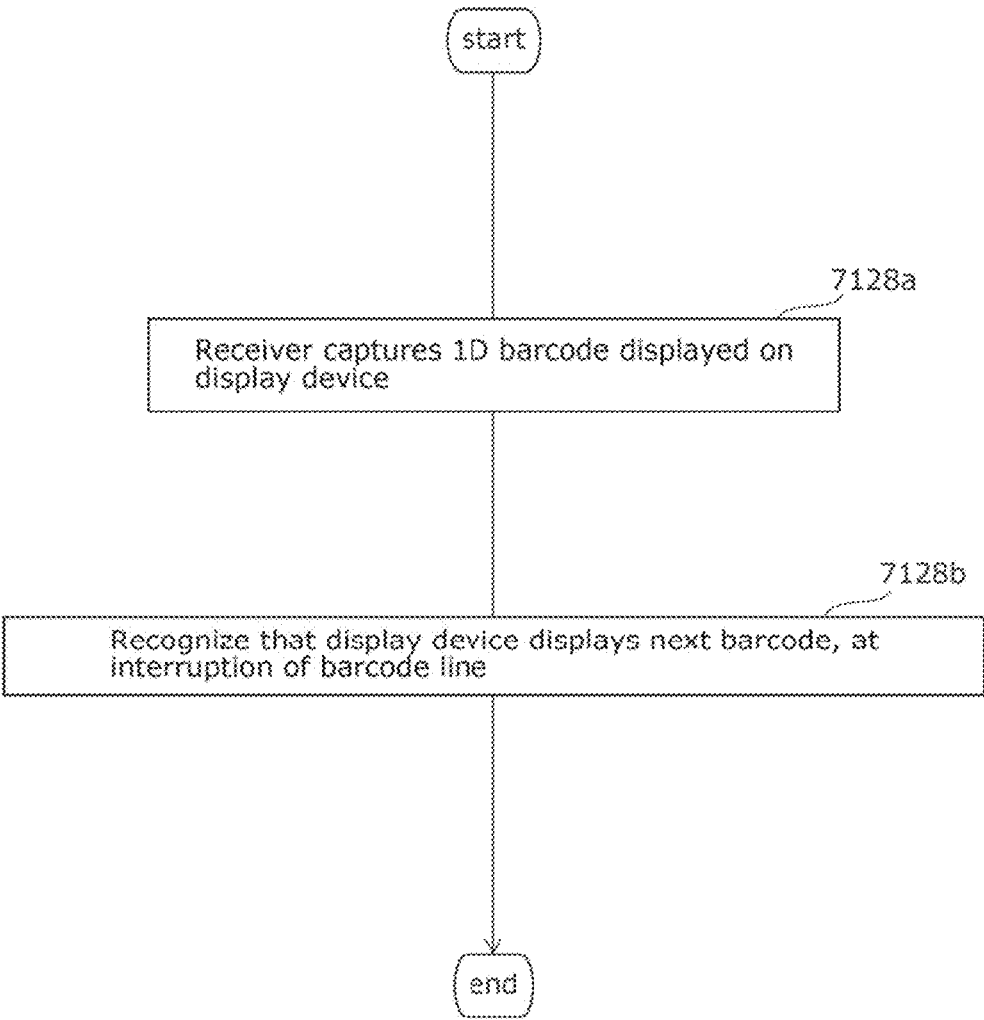 start
7128a
Receiver captures 1D barcode displayed on
display device
7128b
Recognize that display device displays next barcode, at
interruption of barcode line
end